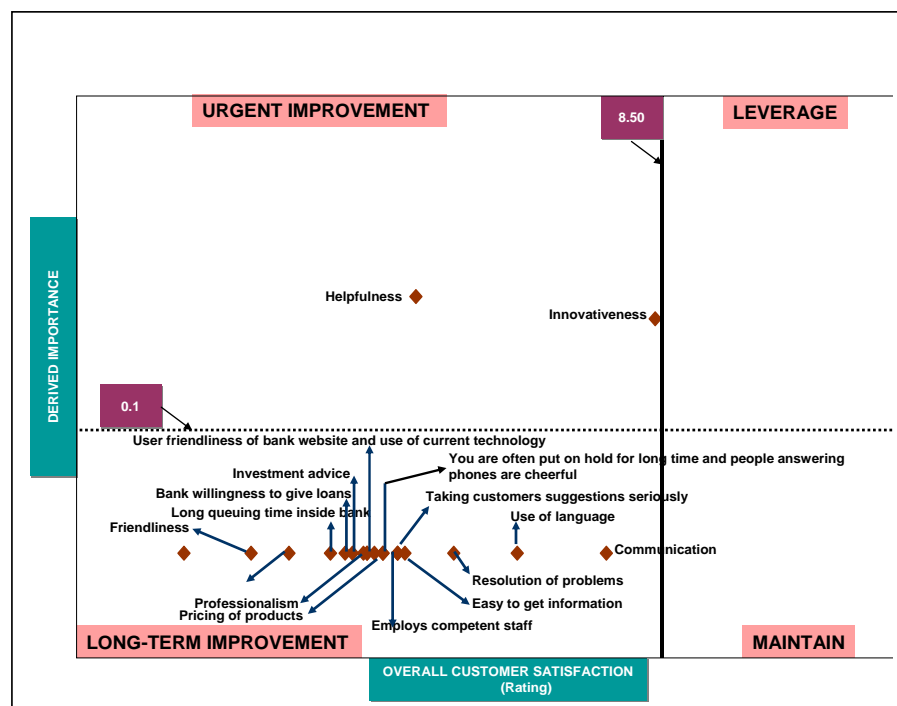 URGENT IMPROVEMENT
8.50
LEVERAGE
DERIVED IMPORTANCE
Helpfulness
Innovativeness
0.1
User friendliness of bank website and use of current technology
You are often put on hold for long time and people answering
phones are cheerful
Investment advice
Bank willingness to give loans
Taking customers suggestions seriously
Long queuing time inside bank
Use of language
Friendliness
Communication
Resolution of problems
Professionalism
Easy to get information
Pricing of products
Employs competent staff
LONG-TERM IMPROVEMENT
MAINTAIN
OVERALL CUSTOMER SATISFACTION
(Rating)